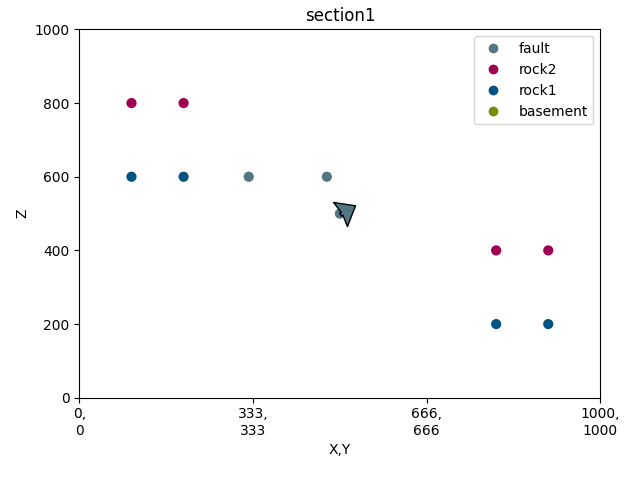 section1
1000
800
600
400
200
0
Z
fault
rock2
rock1
basement
0,
0
333,
333
666,
666
1000,
1000
X,Y